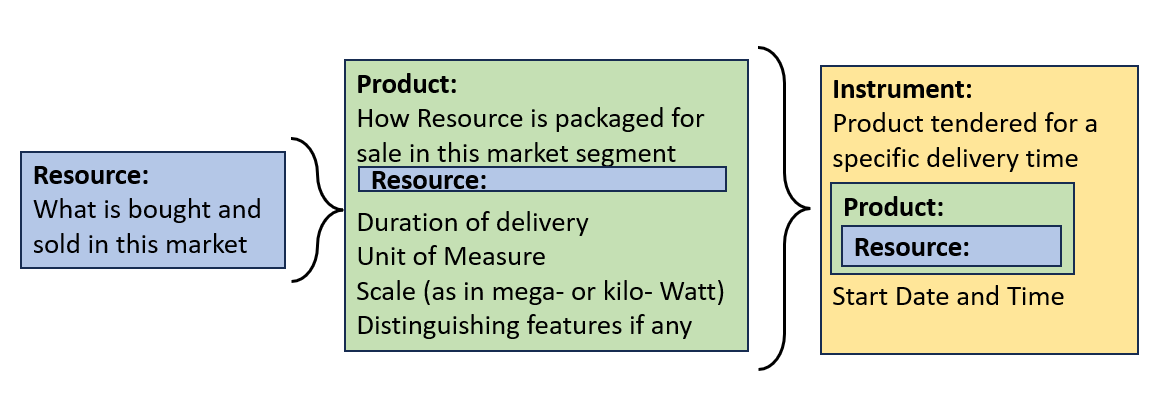 Resource:
What is bought and
sold in this market
Product:
How Resource is packaged for
sale in this market segment
Resource:
Duration of delivery
Unit of Measure
Scale (as in mega- or kilo- Watt)
Distinguishing features if any
Instrument:
Product tendered for a
specific delivery time
Product:
Resource:
Start Date and Time